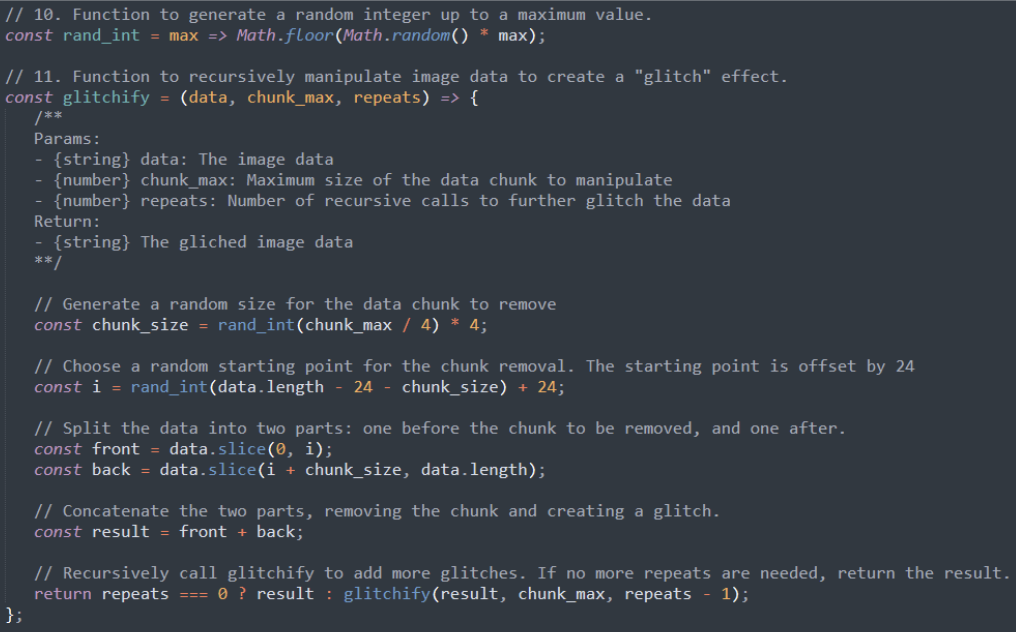 // 10. Function to generate a random integer up to a maximum value.
const rand_int = max => Math.floor(Math.random() * max);

// 11. Function to recursively manipulate image data to create a "glitch" effect.
const glitchify = (data, chunk_max, repeats) => {
   /**
   Params:
   - {string} data: The image data
   - {number} chunk_max: Maximum size of the data chunk to manipulate
   - {number} repeats: Number of recursive calls to further glitch the data
   Return:
   - {string} The gliched image data
   **/

   // Generate a random size for the data chunk to remove
   const chunk_size = rand_int(chunk_max / 4) * 4;

   // Choose a random starting point for the chunk removal. The starting point is offset by 24
   const i = rand_int(data.length - 24 - chunk_size) + 24;

   // Split the data into two parts: one before the chunk to be removed, and one after.
   const front = data.slice(0, i);
   const back = data.slice(i + chunk_size, data.length);

   // Concatenate the two parts, removing the chunk and creating a glitch.
   const result = front + back;

   // Recursively call glitchify to add more glitches. If no more repeats are needed, return the result.
   return repeats === 0 ? result : glitchify(result, chunk_max, repeats - 1);
};